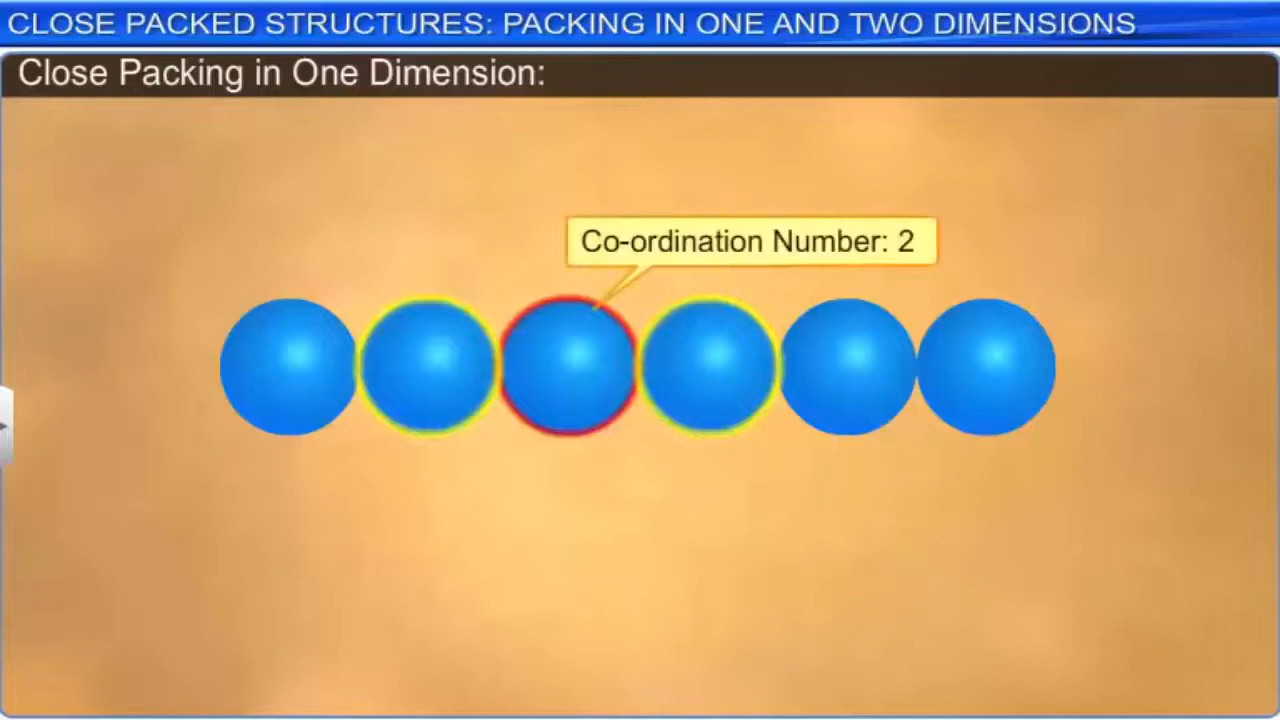 CLOSE PACKED STRUCTURES: PACKING IN ONE AND TWO DIMENSIONS
Close Packing in One Dimension:
Co-ordination Number: 2